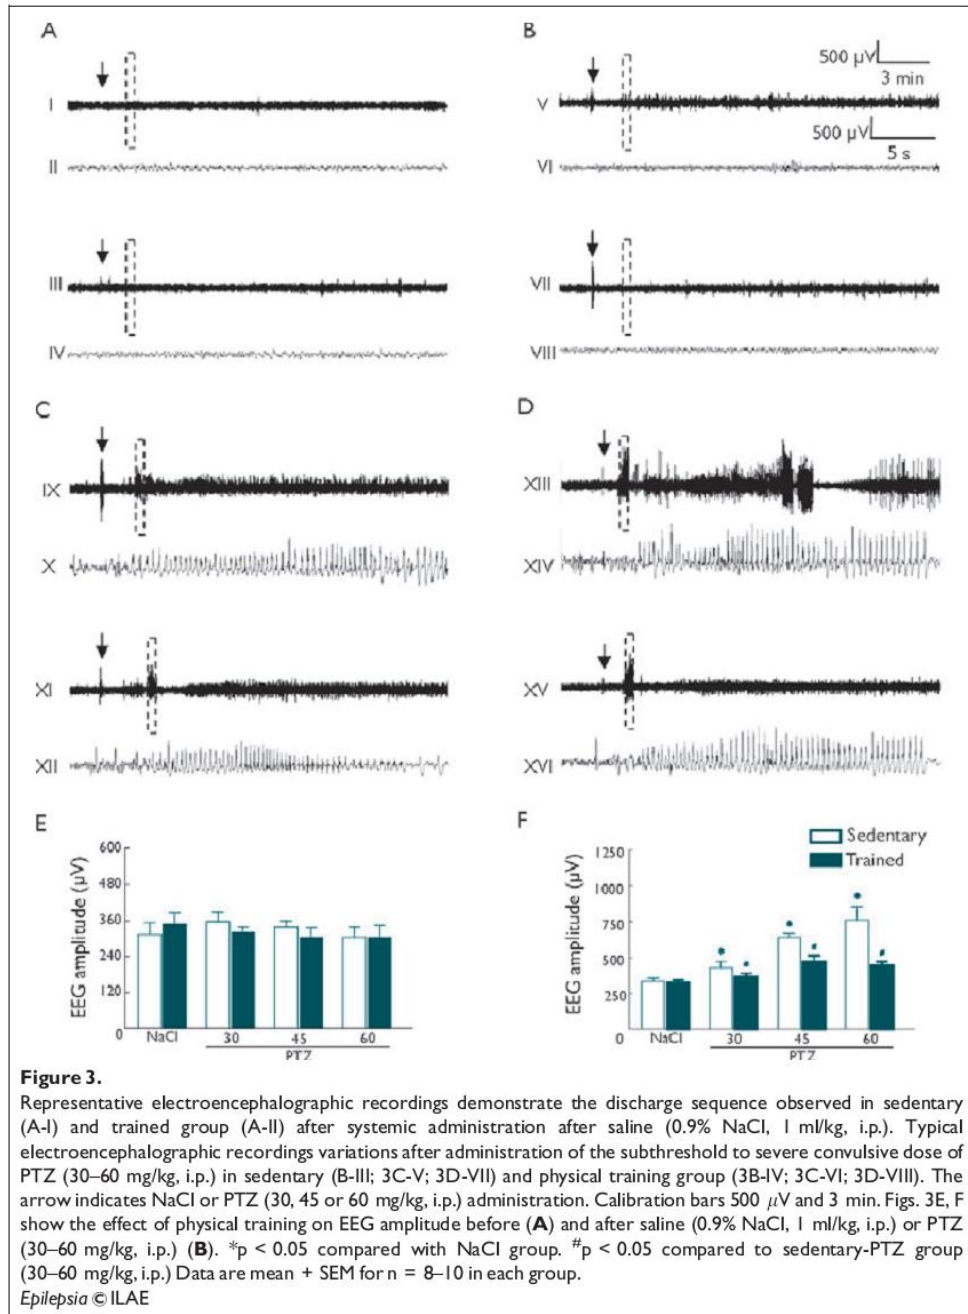 A
B
500 µV
3 min
I
V
500 µV
5 s
II
VI
III
VII
IV
VIII
C
D
IX
XIII
X
XIV
XI
XV
XII
XVI
E
F
Sedentary
Trained
EEG amplitude (µV)
600
480
360
240
120
0
NaCl
30
45
60
PTZ
EEG amplitude (µV)
1250
1000
750
500
250
0
*
*
*
#
#
#
NaCl
30
45
60
PTZ
Figure 3.
Representative electroencephalographic recordings demonstrate the discharge sequence observed in sedentary
(A-I) and trained group (A-II) after systemic administration after saline (0.9% NaCl, 1 ml/kg, i.p.). Typical
electroencephalographic recordings variations after administration of the subthreshold to severe convulsive dose of
PTZ (30–60 mg/kg, i.p.) in sedentary (B-III; 3C-V; 3D-VII) and physical training group (3B-IV; 3C-VI; 3D-VIII). The
arrow indicates NaCl or PTZ (30, 45 or 60 mg/kg, i.p.) administration. Calibration bars 500 µV and 3 min. Figs. 3E, F
show the effect of physical training on EEG amplitude before (A) and after saline (0.9% NaCl, 1 ml/kg, i.p.) or PTZ
(30–60 mg/kg, i.p.) (B). *p < 0.05 compared with NaCl group. #p < 0.05 compared to sedentary-PTZ group
(30–60 mg/kg, i.p.) Data are mean + SEM for n = 8–10 in each group.
Epilepsia © ILAE